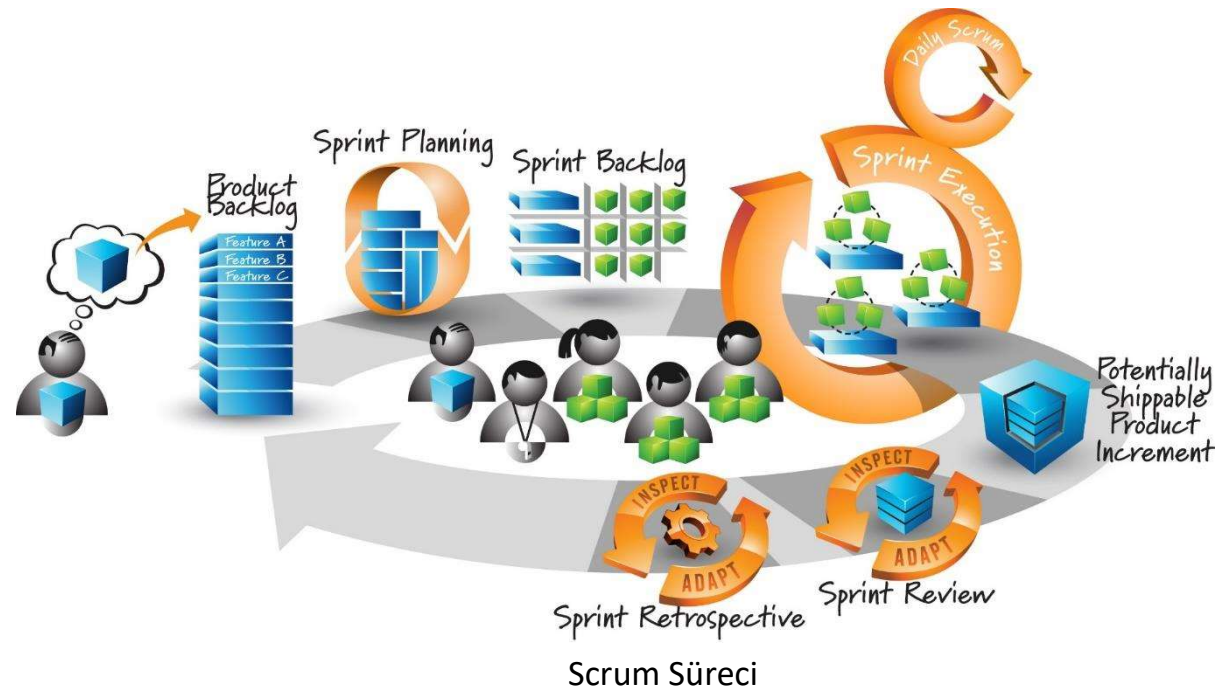 Daily Scrum
Sprint Planning
Sprint Backlog
Sprint Execution
Product
Backlog
Feature A
Feature B
Feature C
Potentially
Shippable
Product
Increment
INSPECT
ADAPT
Sprint Retrospective
INSPECT
ADAPT
Sprint Review
Scrum Süreci